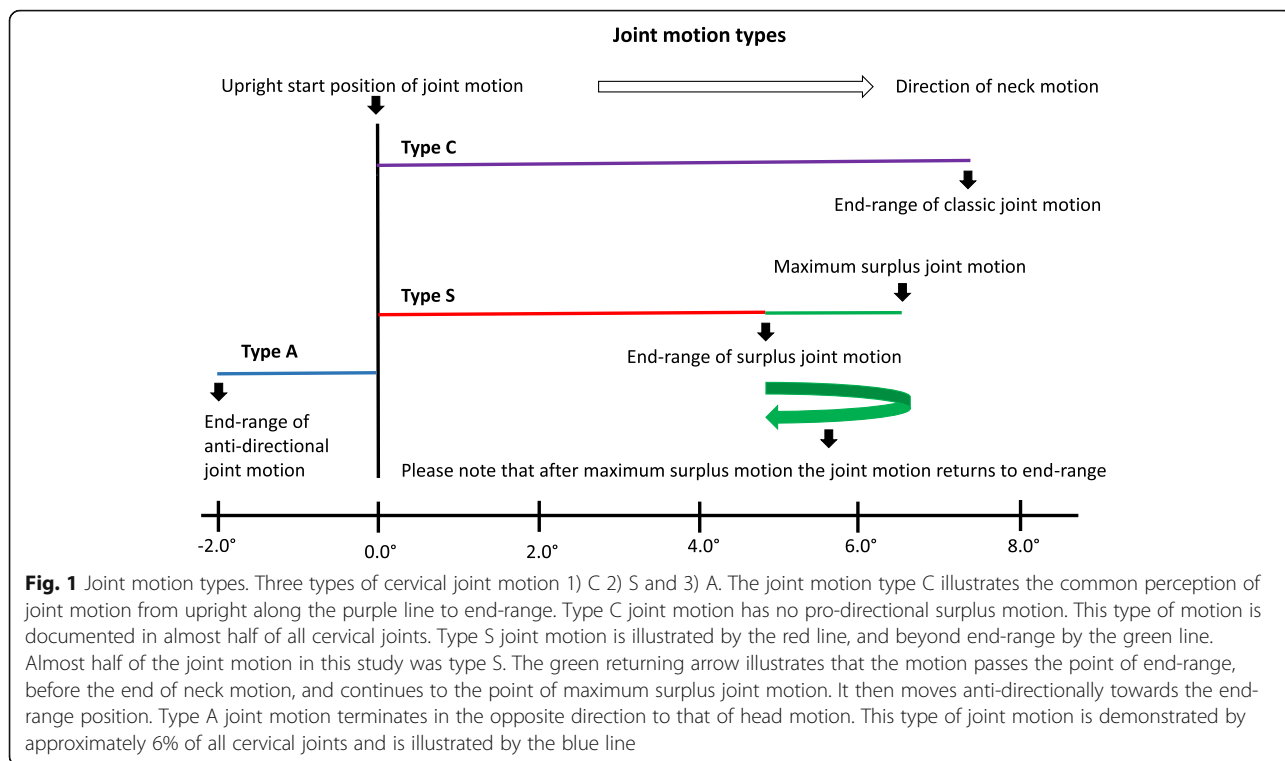 Joint motion types
Upright start position of joint motion
Direction of neck motion
Type C
End-range of classic joint motion
Maximum surplus joint motion
Type S
End-range of surplus joint motion
Type A
End-range of
anti-directional
joint motion
Please note that after maximum surplus motion the joint motion returns to end-range
-2.0° 0.0° 2.0° 4.0° 6.0° 8.0°
Fig. 1 Joint motion types. Three types of cervical joint motion 1) C 2) S and 3) A. The joint motion type C illustrates the common perception of
joint motion from upright along the purple line to end-range. Type C joint motion has no pro-directional surplus motion. This type of motion is
documented in almost half of all cervical joints. Type S joint motion is illustrated by the red line, and beyond end-range by the green line.
Almost half of the joint motion in this study was type S. The green returning arrow illustrates that the motion passes the point of end-range,
before the end of neck motion, and continues to the point of maximum surplus joint motion. It then moves anti-directionally towards the end-
range position. Type A joint motion terminates in the opposite direction to that of head motion. This type of joint motion is demonstrated by
approximately 6% of all cervical joints and is illustrated by the blue line